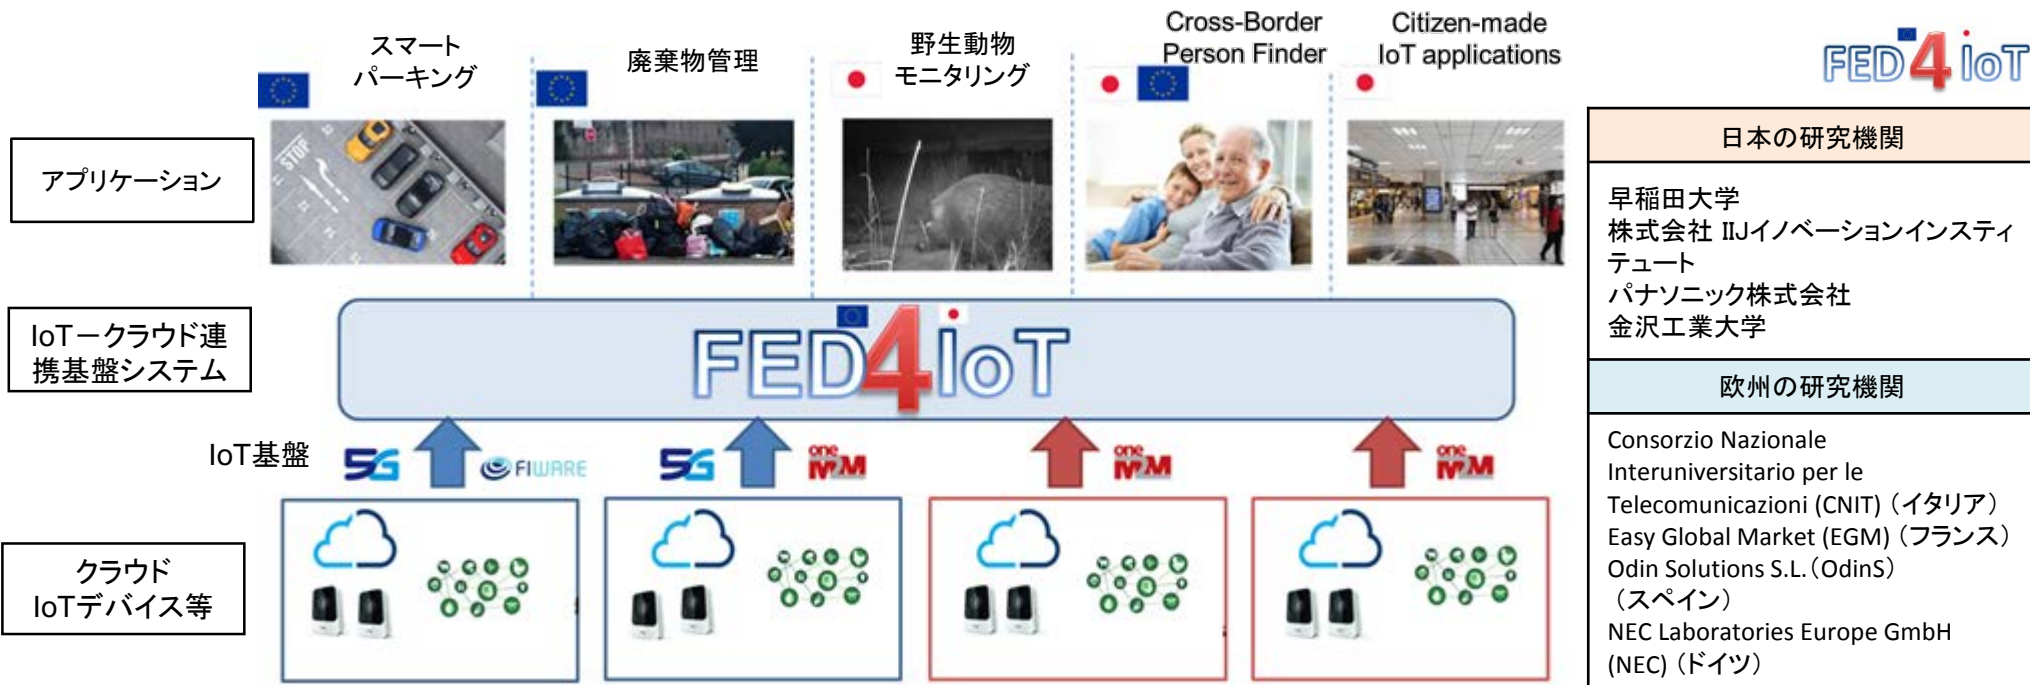 スマート
パーキング
廃棄物管理
野生動物
モニタリング
Cross-Border
Person Finder
Citizen-made
IoT applications
FED4IoT
アプリケーション
STOP
IoTークラウド連
携基盤システム
FED4IoT
IoT基盤
5G
FIWARE
5G
one
M2M
one
M2M
one
M2M
クラウド
IoTデバイス等
日本の研究機関
早稲田大学
株式会社 IIJイノベーションインスティ
テュート
パナソニック株式会社
金沢工業大学
欧州の研究機関
Consorzio Nazionale
Interuniversitario per le
Telecomunicazioni (CNIT) (イタリア)
Easy Global Market (EGM) (フランス)
Odin Solutions S.L.(OdinS)
(スペイン)
NEC Laboratories Europe GmbH
(NEC) (ドイツ)